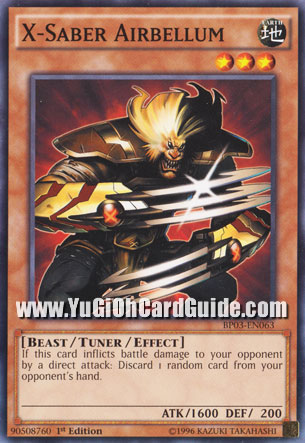 X-Saber Airbellum
EARTH
地
www.YuGiOhCardGuide.com
BP03-EN063
[Beast / Tuner / Effect]
If this card inflicts battle damage to your opponent
by a direct attack: Discard 1 random card from your
opponent's hand.
ATK/1600 DEF/ 200
90508760 1st Edition ©1996 KAZUKI TAKAHASHI